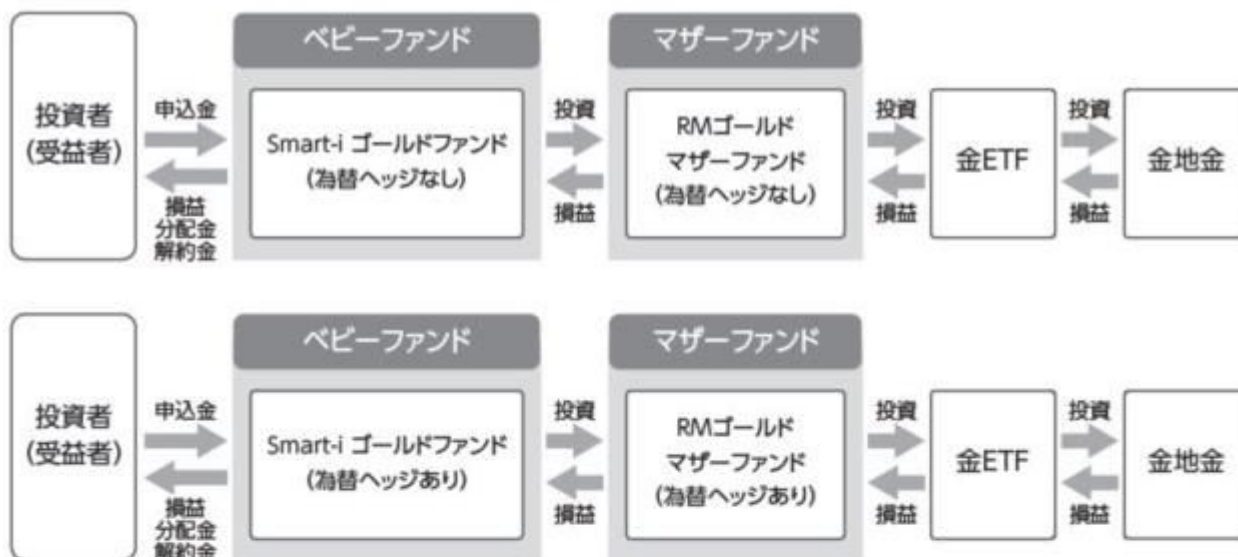 ベビーファンド
マザーファンド
投資者
(受益者)
申込金
損益
分配金
解約金
Smart-i ゴールドファンド
(為替ヘッジなし)
投資
損益
RMゴールド
マザーファンド
(為替ヘッジなし)
投資
損益
金ETF
投資
損益
金地金
ベビーファンド
マザーファンド
投資者
(受益者)
申込金
損益
分配金
解約金
Smart-i ゴールドファンド
(為替ヘッジあり)
投資
損益
RMゴールド
マザーファンド
(為替ヘッジあり)
投資
損益
金ETF
投資
損益
金地金